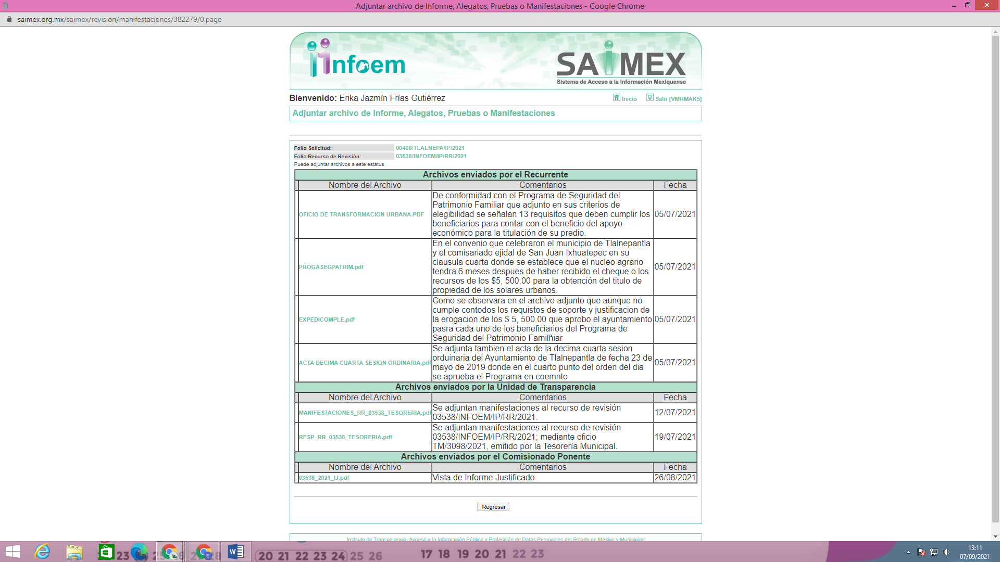 Adjuntar archivo de Informe, Alegatos, Pruebas o Manifestaciones - Google Chrome
saimex.org.mx/saimex/revision/manifestaciones/382279/0.page
infoem
SAIMEX
Sistema de Acceso a la Información Mexiquense
Bienvenido: Erika Jazmín Frías Gutiérrez
Inicio
Salir [VMRMAK5]
Adjuntar archivo de Informe, Alegatos, Pruebas o Manifestaciones
Folio Solicitud: 00408/TLALNEPA/IP/2021
Folio Recurso de Revisión: 03538/INFOEM/IP/RR/2021
Puede adjuntar archivos a este estatus
Archivos enviados por el Recurrente
Nombre del Archivo Comentarios Fecha
OFICIO DE TRANSFORMACION URBANA.PDF
De conformidad con el Programa de Seguridad del
Patrimonio Familiar que adjunto en sus criterios de
elegibilidad se señalan 13 requisitos que deben cumplir los
beneficiarios para contar con el beneficio del apoyo
económico para la titulación de su predio.
05/07/2021
PROGASEGPATRIM.pdf
En el convenio que celebraron el municipio de Tlalnepantla
y el comisariado ejidal de San Juan Ixhuatepec en su
clausula cuarta donde se establece que el nucleo agrario
tendra 6 meses despues de haber recibido el cheque o los
recursos de los $5, 500.00 para la obtención del titulo de
propiedad de los solares urbanos.
05/07/2021
EXPEDICOMPLE.pdf
Como se observara en el archivo adjunto que aunque no
cumple contodos los requistos de soporte y justificacion de
la erogacion de los $ 5, 500.00 que aprobo el ayuntamiento
pasra cada uno de los beneficiarios del Programa de
Seguridad del Patrimonio Familñiar
05/07/2021
ACTA DECIMA CUARTA SESION ORDINARIA.pdf
Se adjunta tambien el acta de la decima cuarta sesion
orduinaria del Ayuntamiento de Tlalnepantla de fecha 23 de
mayo de 2019 donde en el cuarto punto del orden del dia
se aprueba el Programa en coemnto
05/07/2021
Archivos enviados por la Unidad de Transparencia
Nombre del Archivo Comentarios Fecha
MANIFESTACIONES_RR_03538_TESORERIA.pdf
Se adjuntan manifestaciones al recurso de revisión
03538/INFOEM/IP/RR/2021.
12/07/2021
RESP_RR_03538_TESORERIA.pdf
Se adjuntan manifestaciones al recurso de revisión
03538/INFOEM/IP/RR/2021; mediante oficio
TM/3098/2021, emitido por la Tesorería Municipal.
19/07/2021
Archivos enviados por el Comisionado Ponente
Nombre del Archivo Comentarios Fecha
03538_2021_IJ.pdf Vista de Informe Justificado 26/08/2021
Regresar
Instituto de Transparencia, Acceso a la Información Pública y Protección de Datos Personales del Estado de México y Municipios
23 20 21 22 23 24 25 26 17 18 19 20 21 22 23
13:11
07/09/2021